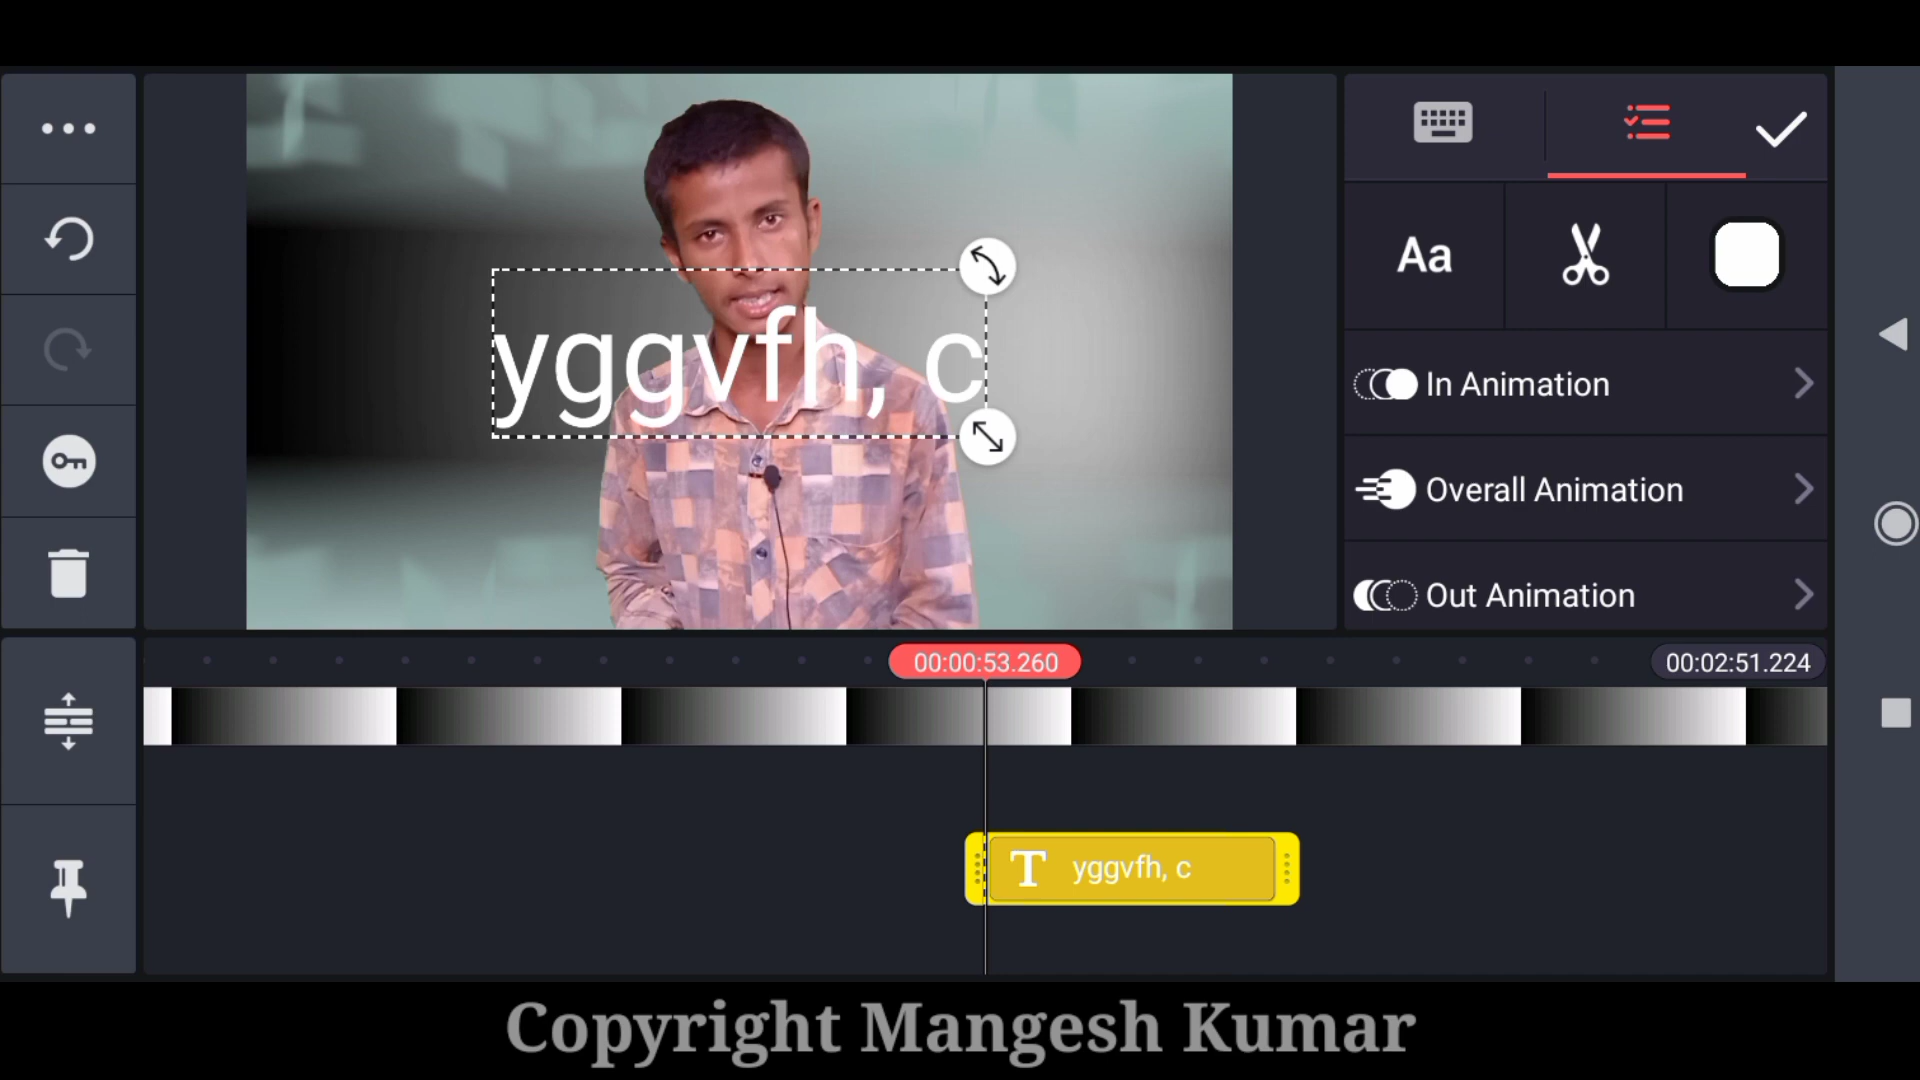 yggvfh, c
Aa
In Animation
Overall Animation
Out Animation
00:00:53.260
00:02:51.224
T yggvfh, c
Copyright Mangesh Kumar